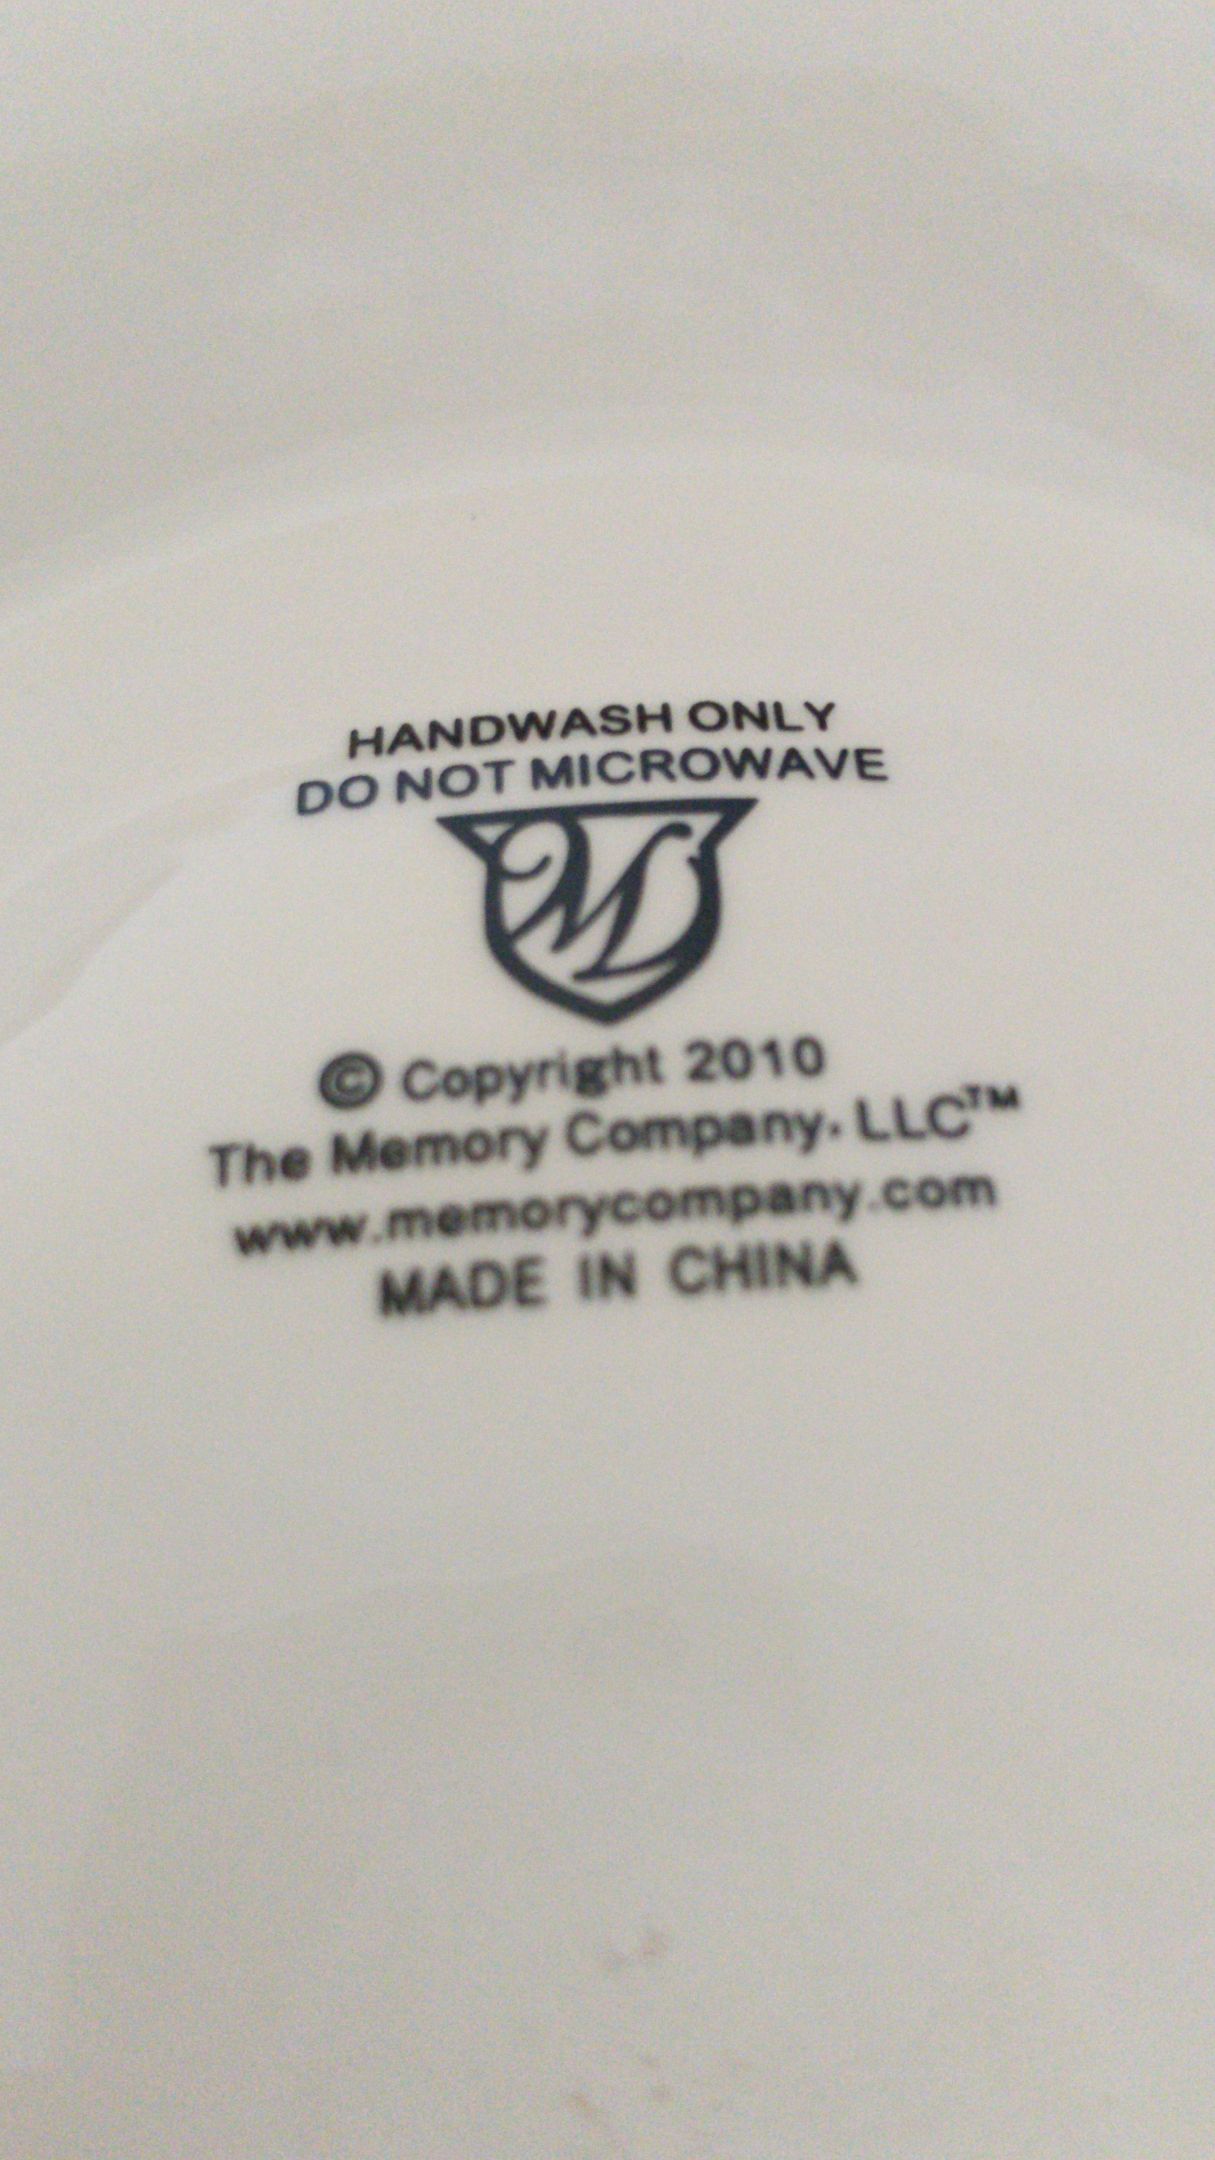 HANDWASH ONLY
DO NOT MICROWAVE
M
© Copyright 2010
The Memory Company, LLC™
www.memorycompany.com
MADE IN CHINA